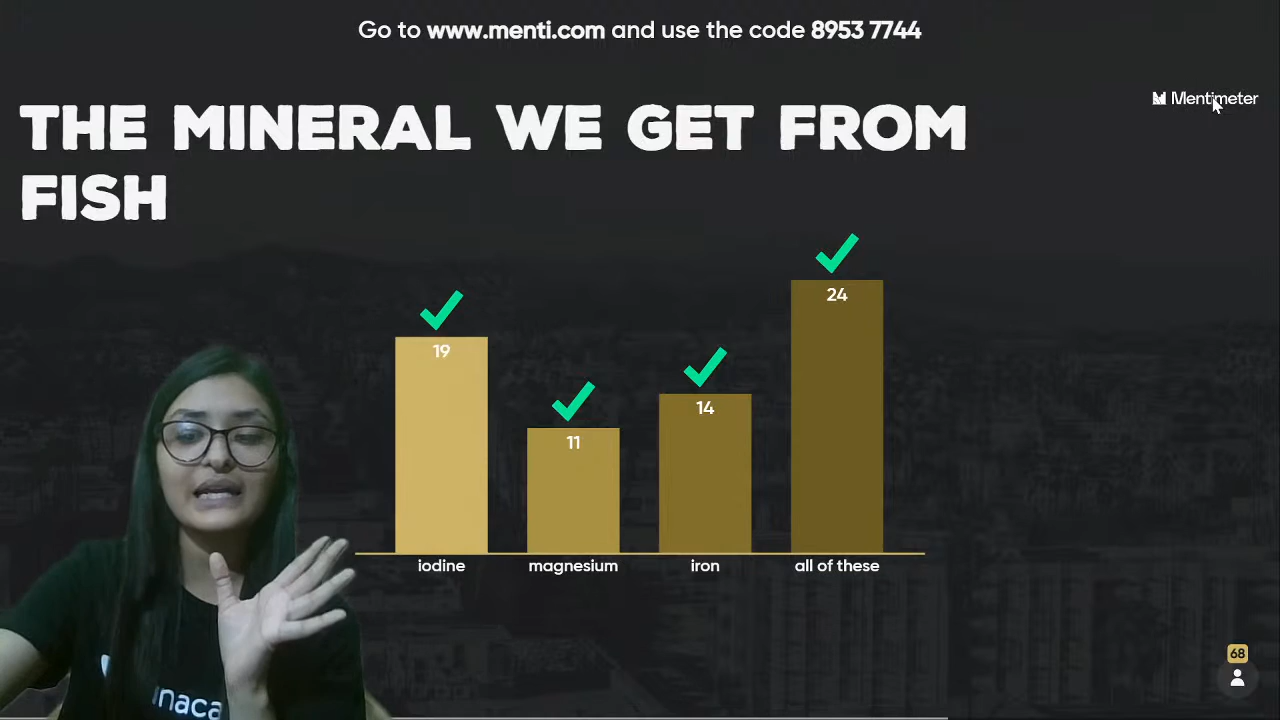 Go to www.menti.com and use the code 8953 7744
Mentimeter
THE MINERAL WE GET FROM
FISH
19
11
14
24
iodine
magnesium
iron
all of these
68
inaca